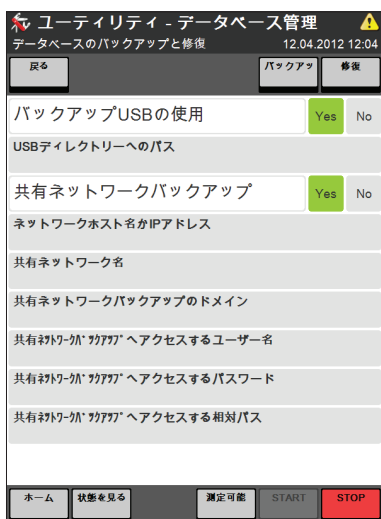 ユーティリティ - データベース管理
データベースのバックアップと修復 12.04.2012 12:04
戻る バックアッ 修復
バックアップUSBの使用 Yes No
USBディレクトリーへのパス
共有ネットワークバックアップ Yes No
ネットワークホスト名かIPアドレス
共有ネットワーク名
共有ネットワークバックアップのドメイン
共有ﾈｯﾄﾜｰｸﾊﾞｯｸｱｯﾌﾟへアクセスするユーザー名
共有ﾈｯﾄﾜｰｸﾊﾞｯｸｱｯﾌﾟへアクセスするパスワード
共有ﾈｯﾄﾜｰｸﾊﾞｯｸｱｯﾌﾟへアクセスする相対パス
ホーム 状態を見る 測定可能 START STOP